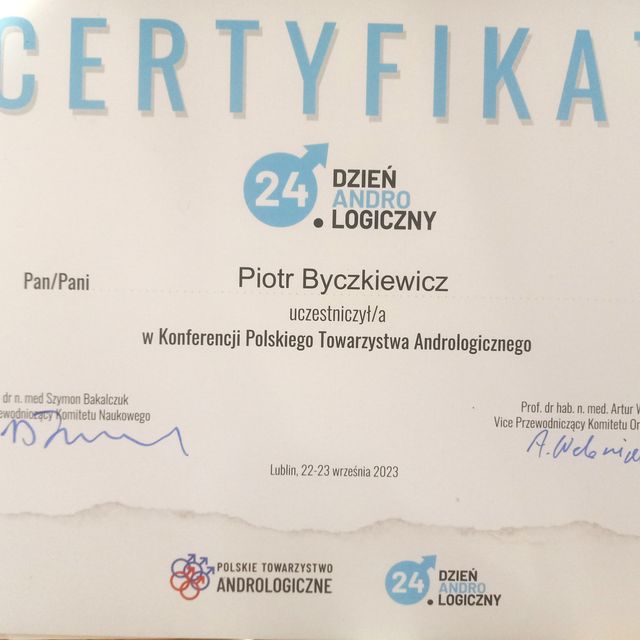 CERTYFIKAT
24. DZIEŃ
ANDRO
LOGICZNY
Pan/Pani Piotr Byczkiewicz
uczestniczył/a
w Konferencji Polskiego Towarzystwa Andrologicznego
dr n. med Szymon Bakalczuk
Komitetu Naukowego
Prof. dr hab. n. med. Artur
Vice Przewodniczący Komitetu
Lublin, 22-23 września 2023
POLSKIE TOWARZYSTWO
ANDROLOGICZNE
24. DZIEŃ
ANDRO
LOGICZNY